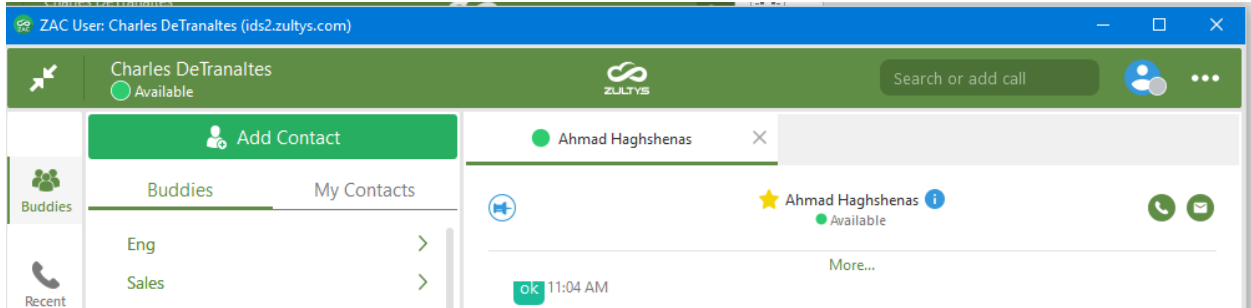 ZAC User: Charles DeTranaltes (ids2.zultys.com)
Charles DeTranaltes
Available
ZULTYS
Search or add call
Add Contact
Ahmad Haghshenas
Buddies
Buddies My Contacts
Ahmad Haghshenas
Available
Eng
Sales
More...
Recent
ok 11:04 AM